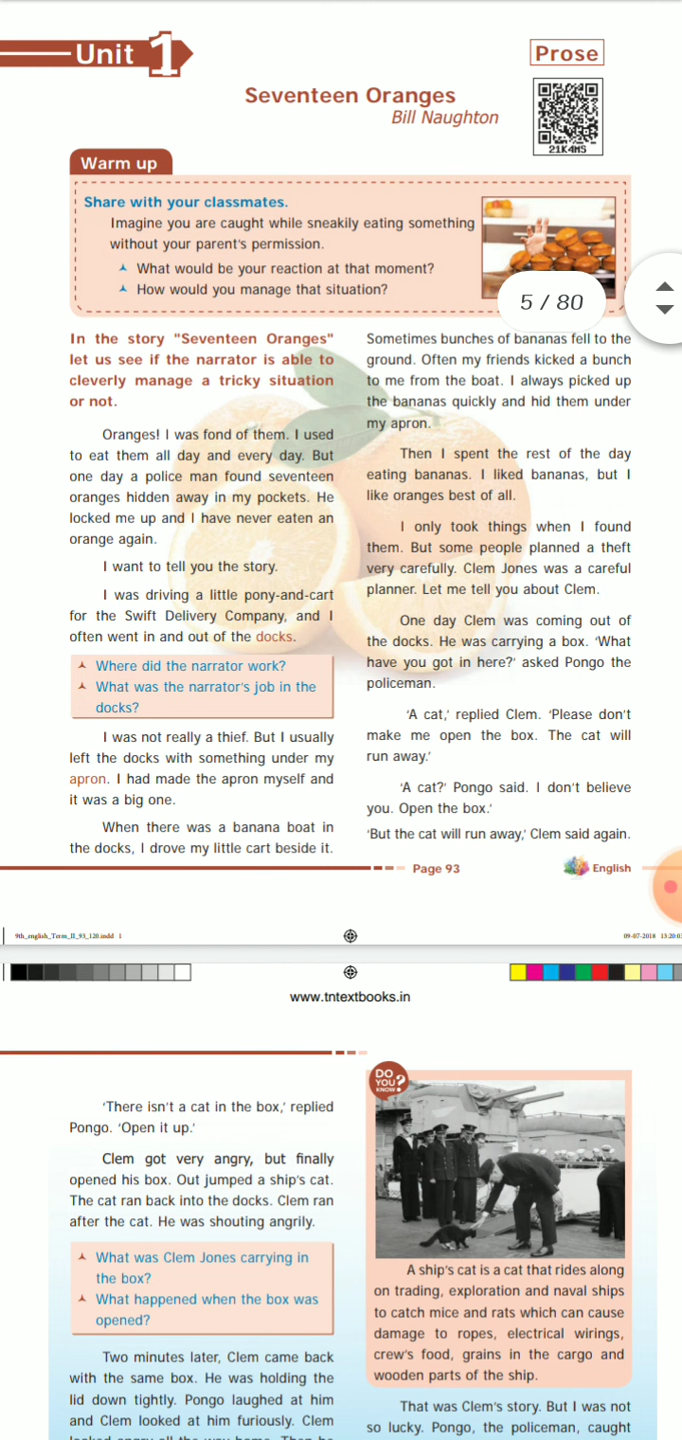 Unit 1
Prose
Seventeen Oranges
Bill Naughton
21K4MS
Warm up
Share with your classmates.
Imagine you are caught while sneakily eating something
without your parent's permission.
What would be your reaction at that moment?
How would you manage that situation?
5 / 80
In the story "Seventeen Oranges"
let us see if the narrator is able to
cleverly manage a tricky situation
or not.
Oranges! I was fond of them. I used
to eat them all day and every day. But
one day a police man found seventeen
oranges hidden away in my pockets. He
locked me up and I have never eaten an
orange again.
I want to tell you the story.
I was driving a little pony-and-cart
for the Swift Delivery Company, and I
often went in and out of the docks.
Where did the narrator work?
What was the narrator's job in the
docks?
I was not really a thief. But I usually
left the docks with something under my
apron. I had made the apron myself and
it was a big one.
When there was a banana boat in
the docks, I drove my little cart beside it.
Sometimes bunches of bananas fell to the
ground. Often my friends kicked a bunch
to me from the boat. I always picked up
the bananas quickly and hid them under
my apron.
Then I spent the rest of the day
eating bananas. I liked bananas, but I
like oranges best of all.
I only took things when I found
them. But some people planned a theft
very carefully. Clem Jones was a careful
planner. Let me tell you about Clem.
One day Clem was coming out of
the docks. He was carrying a box. 'What
have you got in here?' asked Pongo the
policeman.
'A cat,' replied Clem. 'Please don't
make me open the box. The cat will
run away.'
'A cat?' Pongo said. I don't believe
you. Open the box.'
'But the cat will run away,' Clem said again.
Page 93
English
9th_english_Term_II_93_120.indd 1
09-07-2018 13:20:03
www.tntextbooks.in
'There isn't a cat in the box,' replied
Pongo. 'Open it up.'
Clem got very angry, but finally
opened his box. Out jumped a ship's cat.
The cat ran back into the docks. Clem ran
after the cat. He was shouting angrily.
What was Clem Jones carrying in
the box?
What happened when the box was
opened?
Two minutes later, Clem came back
with the same box. He was holding the
lid down tightly. Pongo laughed at him
and Clem looked at him furiously. Clem
looked angry all the way home. Then he
DO
YOU
KNOW?
A ship's cat is a cat that rides along
on trading, exploration and naval ships
to catch mice and rats which can cause
damage to ropes, electrical wirings,
crew's food, grains in the cargo and
wooden parts of the ship.
That was Clem's story. But I was not
so lucky. Pongo, the policeman, caught